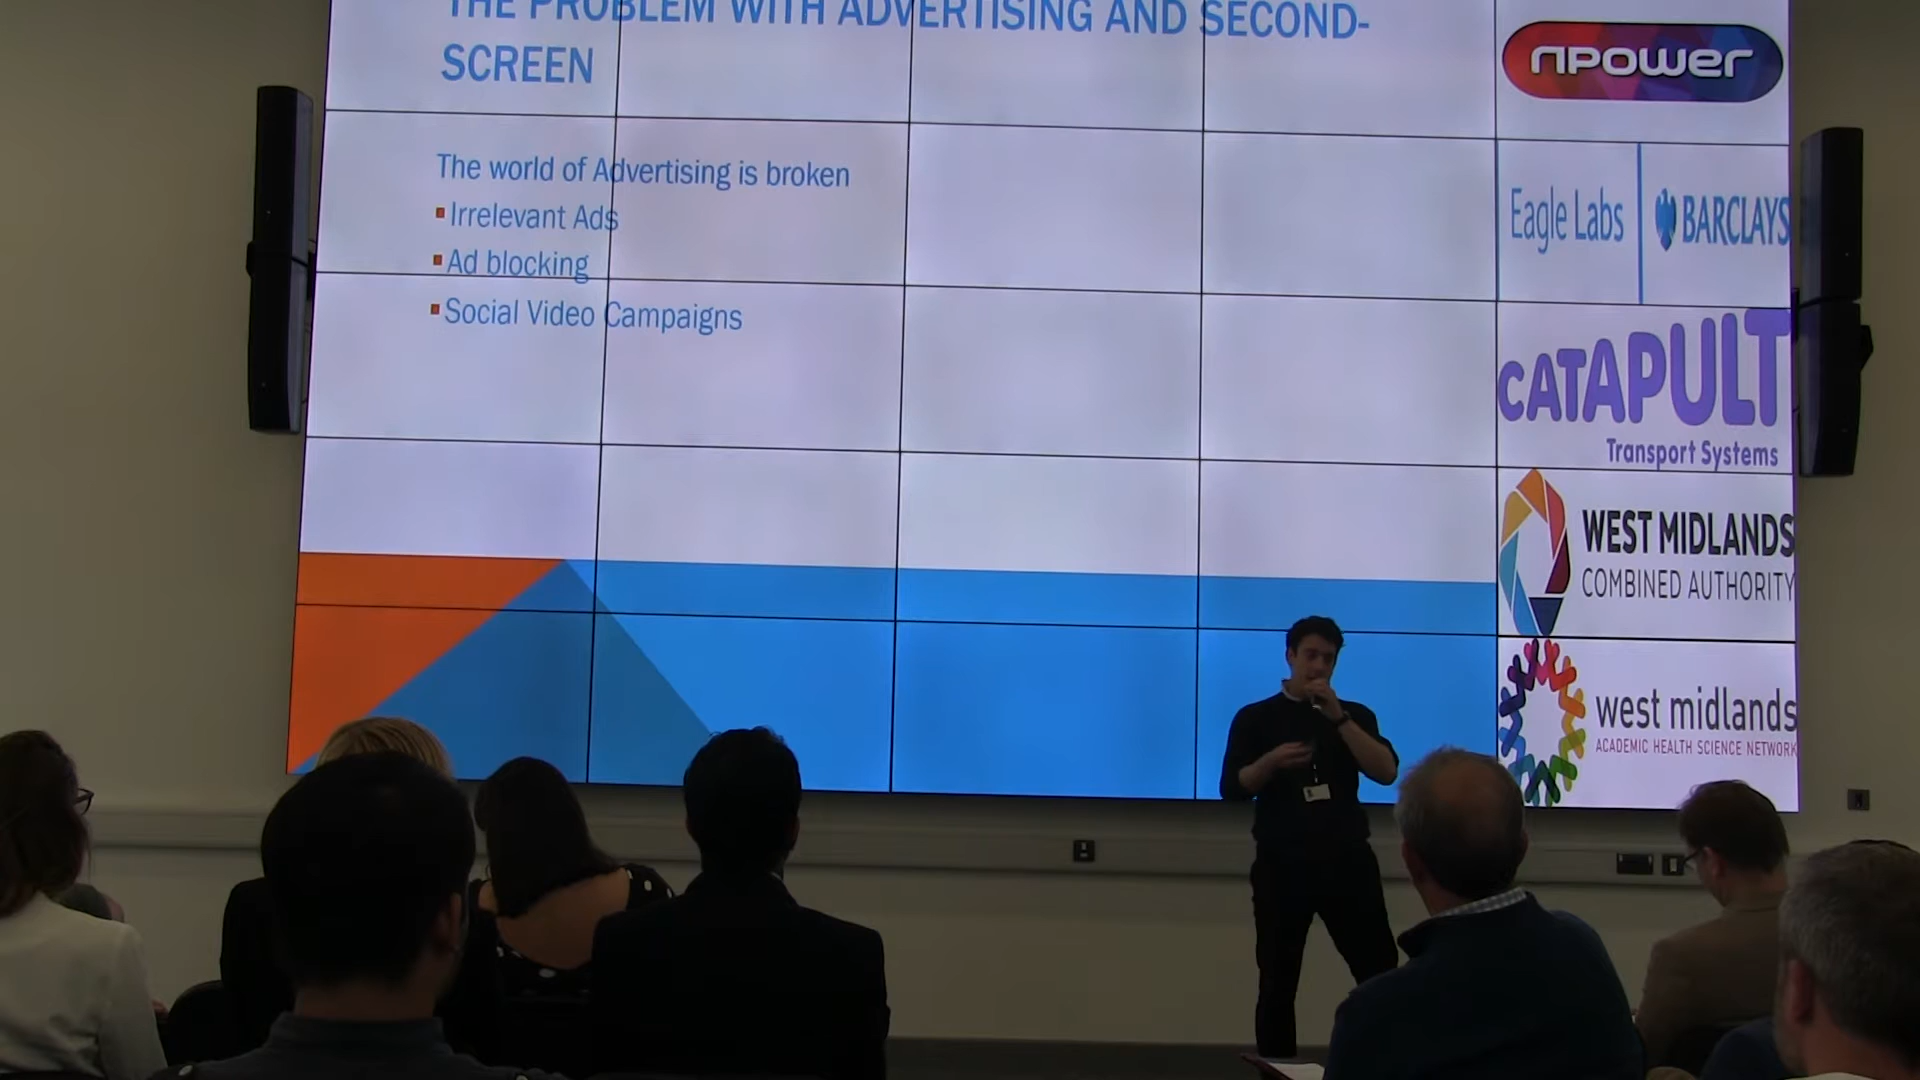 THE PROBLEM WITH ADVERTISING AND SECOND-
SCREEN
The world of Advertising is broken
Irrelevant Ads
Ad blocking
Social Video Campaigns
npower
Eagle Labs
BARCLAYS
CATAPULT
Transport Systems
WEST MIDLANDS
COMBINED AUTHORITY
west midlands
ACADEMIC HEALTH SCIENCE NETWORK